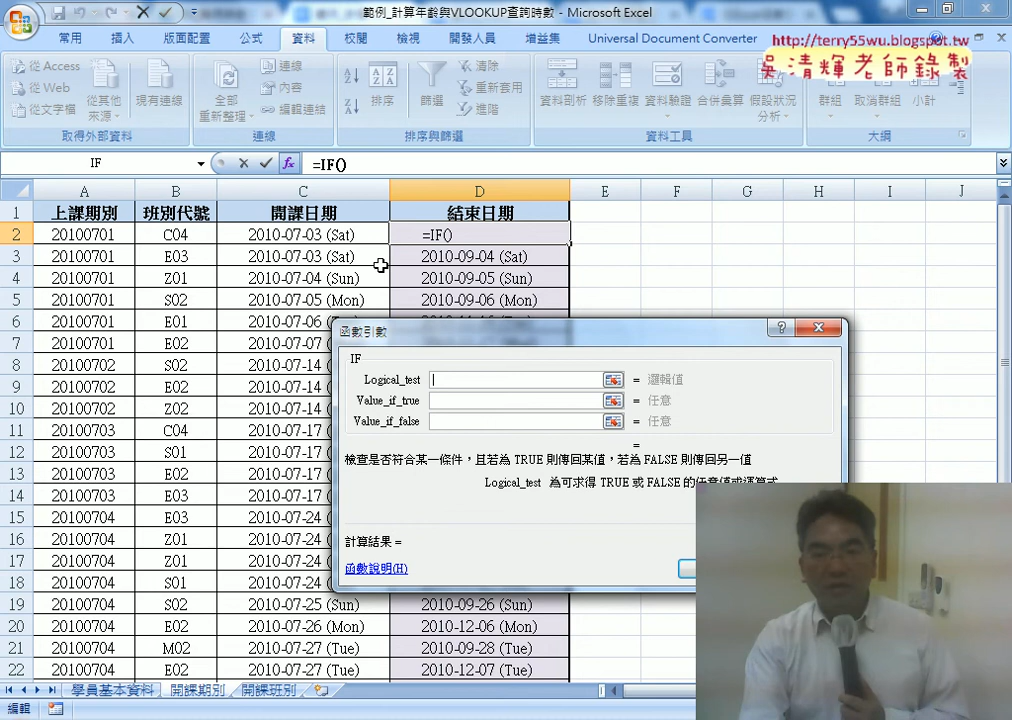 範例_計算年齡與VLOOKUP查詢時數 - Microsoft Excel
常用 插入 版面配置 公式 資料 校閱 檢視 開發人員 增益集 Universal Document Converter
http://terry55wu.blogspot.tw
吳清輝老師錄製
從 Access
從 Web
從文字檔
從其他來源
現有連線
取得外部資料
全部重新整理
連線
內容
編輯連結
連線
排序
篩選
清除
重新套用
進階
排序與篩選
資料剖析 移除重複 資料驗證 合併彙算 假設狀況分析
資料工具
群組 取消群組 小計
大綱
IF =IF()
A B C D E F G H I J
1 上課期別 班別代號 開課日期 結束日期
2 20100701 C04 2010-07-03 (Sat) =IF()
3 20100701 E03 2010-07-03 (Sat) 2010-09-04 (Sat)
4 20100701 Z01 2010-07-04 (Sun) 2010-09-05 (Sun)
5 20100701 S02 2010-07-05 (Mon) 2010-09-06 (Mon)
6 20100701 E01 2010-07-06
7 20100701 E02 2010-07-07
8 20100702 S02 2010-07-14
9 20100702 E02 2010-07-14
10 20100702 Z02 2010-07-14
11 20100703 C04 2010-07-17
12 20100703 S01 2010-07-17
13 20100703 E02 2010-07-17
14 20100703 E03 2010-07-17
15 20100704 E03 2010-07-24
16 20100704 Z01 2010-07-24
17 20100704 Z01 2010-07-24
18 20100704 S01 2010-07-24
19 20100704 S02 2010-07-25 (Sun) 2010-09-26 (Sun)
20 20100704 E02 2010-07-26 (Mon) 2010-12-06 (Mon)
21 20100704 M02 2010-07-27 (Tue) 2010-09-28 (Tue)
22 20100704 E02 2010-07-27 (Tue) 2010-12-07 (Tue)
函數引數
IF
Logical_test = 邏輯值
Value_if_true = 任意
Value_if_false = 任意
=
檢查是否符合某一條件，且若為 TRUE 則傳回某值，若為 FALSE 則傳回另一值
Logical_test 為可求得 TRUE 或 FALSE 的任意值或運算式
計算結果 =
函數說明(H)
學員基本資料 開課期別 開課班別
編輯